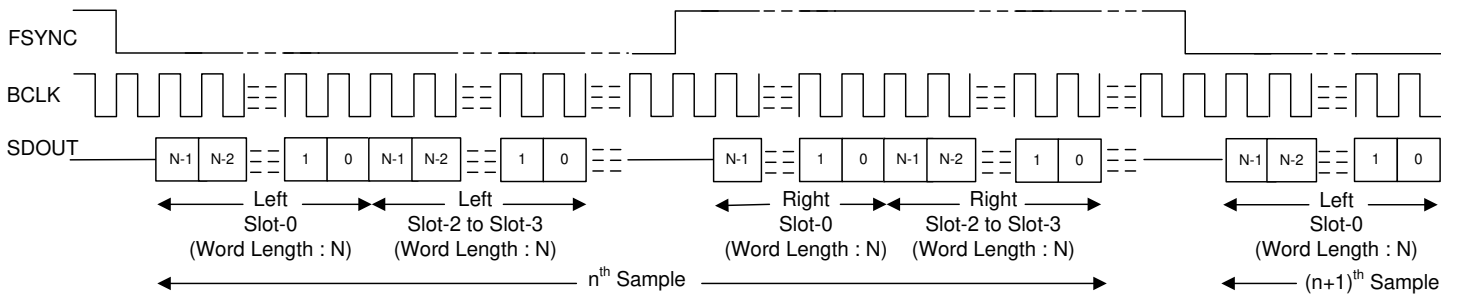 FSYNC
BCLK
SDOUT
N-1 N-2 1 0 N-1 N-2 1 0 N-1 1 0 N-1 N-2 1 0 N-1 N-2 1 0
Left Left Right Right Left
Slot-0 Slot-2 to Slot-3 Slot-0 Slot-2 to Slot-3 Slot-0
(Word Length : N) (Word Length : N) (Word Length : N) (Word Length : N) (Word Length : N)
nth Sample (n+1)th Sample